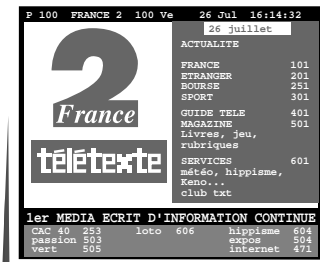 P 100 FRANCE 2 100 Ve 26 Jul 16:14:32
26 juillet
2
France
télétexte
ACTUALITE
FRANCE 101
ETRANGER 201
BOURSE 251
SPORT 301
GUIDE TELE 401
MAGAZINE 501
Livres, jeu,
rubriques
SERVICES 601
météo, hippisme,
Keno...
club txt
1er MEDIA ECRIT D'INFORMATION CONTINUE
CAC 40 253 loto 606 hippisme 604
passion 503 expos 504
vert 505 internet 471